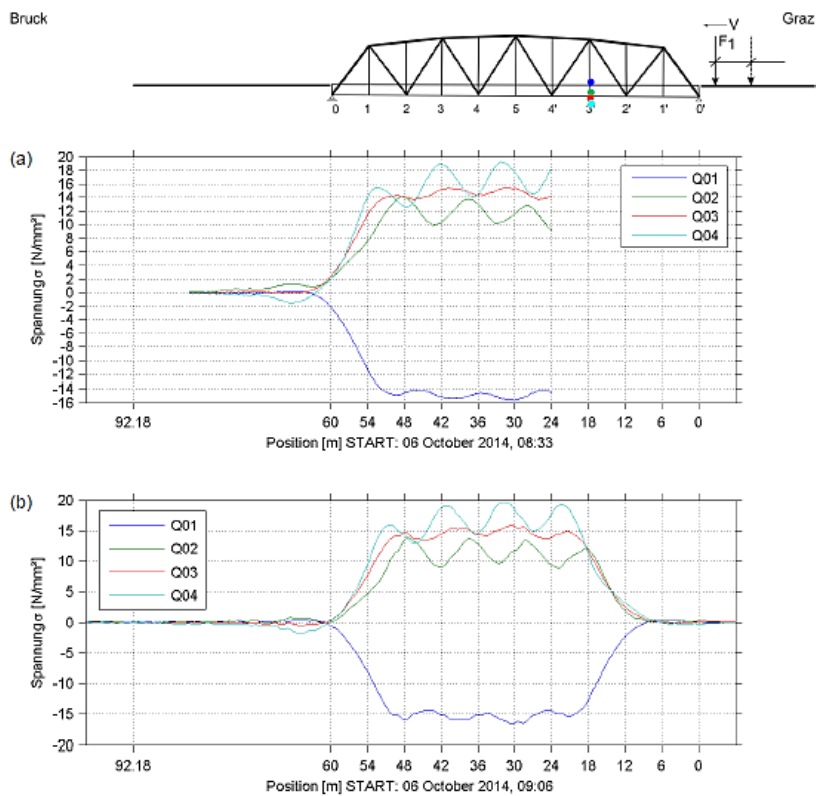 Bruck
V
Graz
F1
0 1 2 3 4 5 4' 3' 2' 1' 0'
(a)
20
18
16
14
12
10
8
6
4
2
0
-2
-4
-6
-8
-10
-12
-14
-16
Spannung σ [N/mm²]
Q01
Q02
Q03
Q04
92.18 60 54 48 42 36 30 24 18 12 6 0
Position [m] START: 06 October 2014, 08:33
(b)
20
15
10
5
0
-5
-10
-15
-20
Spannung σ [N/mm²]
Q01
Q02
Q03
Q04
92.18 60 54 48 42 36 30 24 18 12 6 0
Position [m] START: 06 October 2014, 09:06